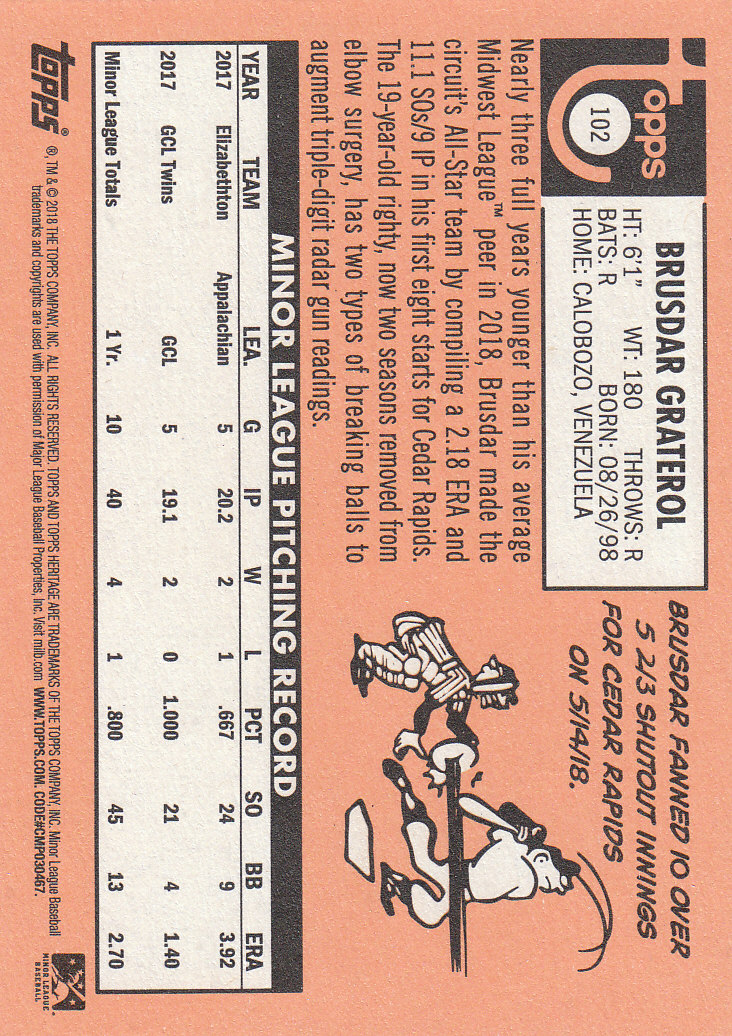 topps
102
BRUSDAR GRATEROL
HT: 6'1" WT: 180 THROWS: R
BATS: R BORN: 08/26/98
HOME: CALOBOZO, VENEZUELA
Nearly three full years younger than his average
Midwest League™ peer in 2018, Brusdar made the
circuit's All-Star team by compiling a 2.18 ERA and
11.1 SOs/9 IP in his first eight starts for Cedar Rapids.
The 19-year-old righty, now two seasons removed from
elbow surgery, has two types of breaking balls to
augment triple-digit radar gun readings.
BRUSDAR FANNED 10 OVER
5 2/3 SHUTOUT INNINGS
FOR CEDAR RAPIDS
ON 5/14/18.
MINOR LEAGUE PITCHING RECORD
YEAR TEAM LEA. G IP W L PCT SO BB ERA
2017 Elizabethton Appalachian 5 20.2 2 1 .667 24 9 3.92
2017 GCL Twins GCL 5 19.1 2 0 1.000 21 4 1.40
Minor League Totals 1 Yr. 10 40 4 1 .800 45 13 2.70
topps®
®, TM & © 2018 THE TOPPS COMPANY, INC. ALL RIGHTS RESERVED. TOPPS AND TOPPS HERITAGE ARE TRADEMARKS OF THE TOPPS COMPANY, INC. Minor League Baseball
trademarks and copyrights are used with permission of Major League Baseball Properties, Inc. Visit milb.com WWW.TOPPS.COM. CODE#CMP030467.
MINOR LEAGUE
BASEBALL